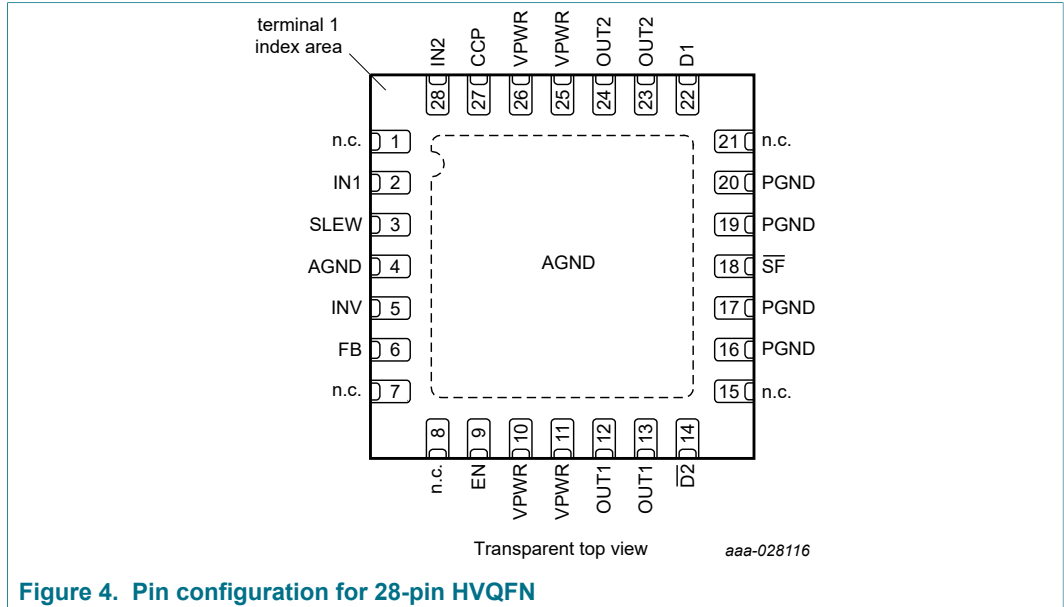 terminal 1
index area
IN2
CCP
VPWR
VPWR
OUT2
OUT2
D1
28
27
26
25
24
23
22
n.c. 1
IN1 2
SLEW 3
AGND 4
INV 5
FB 6
n.c. 7
AGND
21 n.c.
20 PGND
19 PGND
18 S̅F̅
17 PGND
16 PGND
15 n.c.
8
9
10
11
12
13
14
n.c.
EN
VPWR
VPWR
OUT1
OUT1
D̅2̅
Transparent top view
aaa-028116
Figure 4. Pin configuration for 28-pin HVQFN